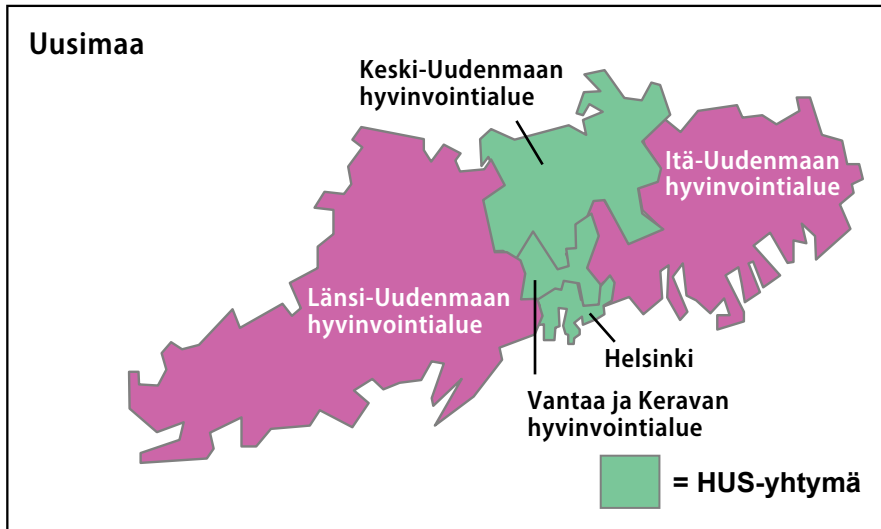 Uusimaa
Keski-Uudenmaan
hyvinvointialue
Itä-Uudenmaan
hyvinvointialue
Länsi-Uudenmaan
hyvinvointialue
Helsinki
Vantaa ja Keravan
hyvinvointialue
= HUS-yhtymä